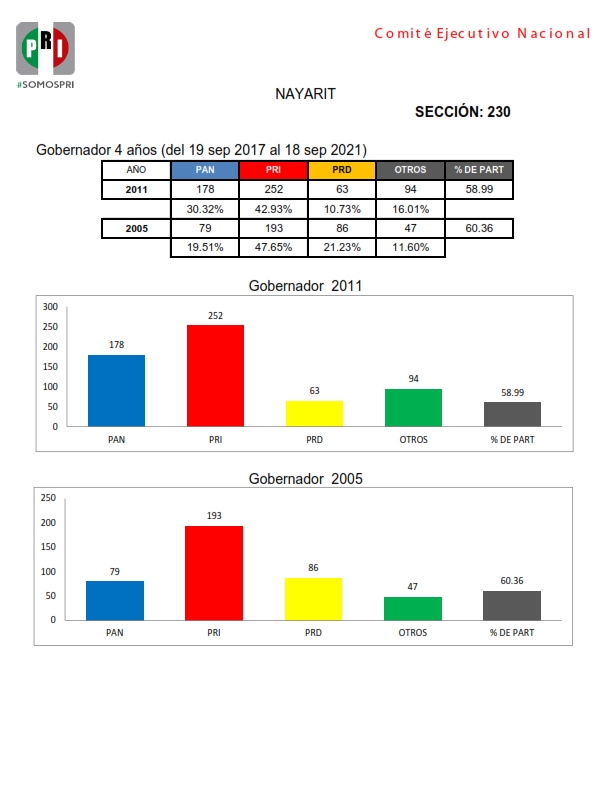 PRI
#SOMOSPRI
Comité Ejecutivo Nacional
NAYARIT
SECCIÓN: 230
Gobernador 4 años (del 19 sep 2017 al 18 sep 2021)
AÑO PAN PRI PRD OTROS % DE PART
2011 178 252 63 94 58.99
30.32% 42.93% 10.73% 16.01%
2005 79 193 86 47 60.36
19.51% 47.65% 21.23% 11.60%
Gobernador 2011
300
250
200
150
100
50
0
178
252
63
94
58.99
PAN PRI PRD OTROS % DE PART
Gobernador 2005
250
200
150
100
50
0
79
193
86
47
60.36
PAN PRI PRD OTROS % DE PART